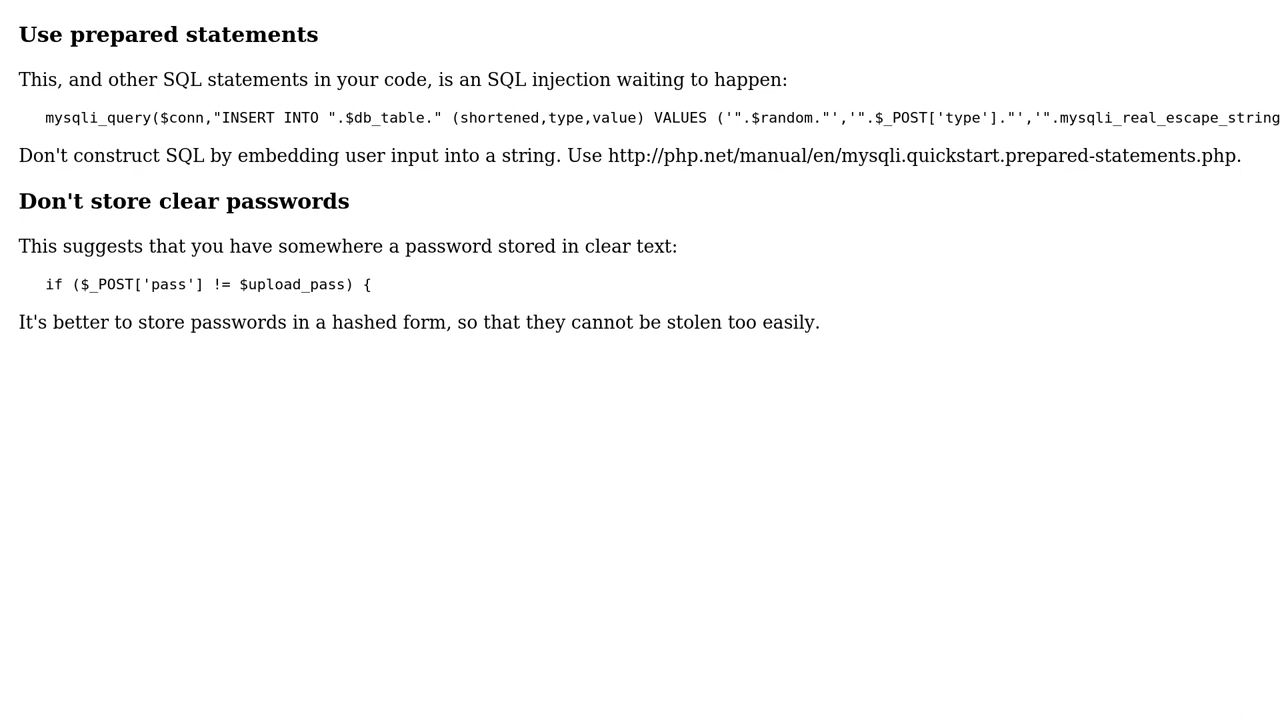 Use prepared statements
This, and other SQL statements in your code, is an SQL injection waiting to happen:
mysqli_query($conn,"INSERT INTO ".$db_table." (shortened,type,value) VALUES ('".$random."','".$_POST['type']."','".mysqli_real_escape_string
Don't construct SQL by embedding user input into a string. Use http://php.net/manual/en/mysqli.quickstart.prepared-statements.php.
Don't store clear passwords
This suggests that you have somewhere a password stored in clear text:
if ($_POST['pass'] != $upload_pass) {
It's better to store passwords in a hashed form, so that they cannot be stolen too easily.